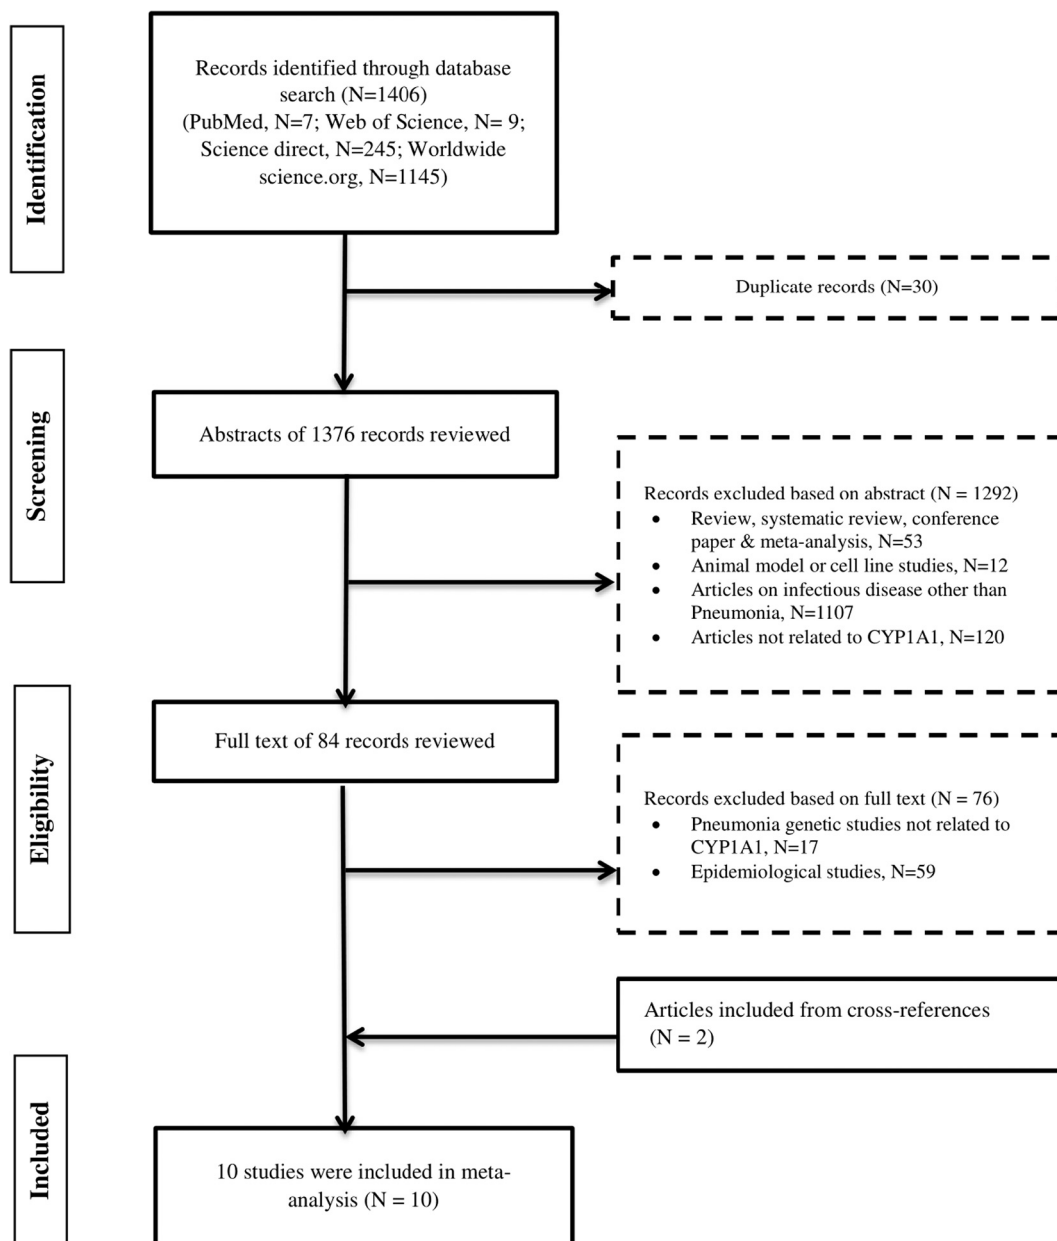 Identification
Records identified through database
search (N=1406)
(PubMed, N=7; Web of Science, N= 9;
Science direct, N=245; Worldwide
science.org, N=1145)
Duplicate records (N=30)
Screening
Abstracts of 1376 records reviewed
Records excluded based on abstract (N = 1292)
• Review, systematic review, conference
paper & meta-analysis, N=53
• Animal model or cell line studies, N=12
• Articles on infectious disease other than
Pneumonia, N=1107
• Articles not related to CYP1A1, N=120
Eligibility
Full text of 84 records reviewed
Records excluded based on full text (N = 76)
• Pneumonia genetic studies not related to
CYP1A1, N=17
• Epidemiological studies, N=59
Articles included from cross-references
(N = 2)
Included
10 studies were included in meta-
analysis (N = 10)